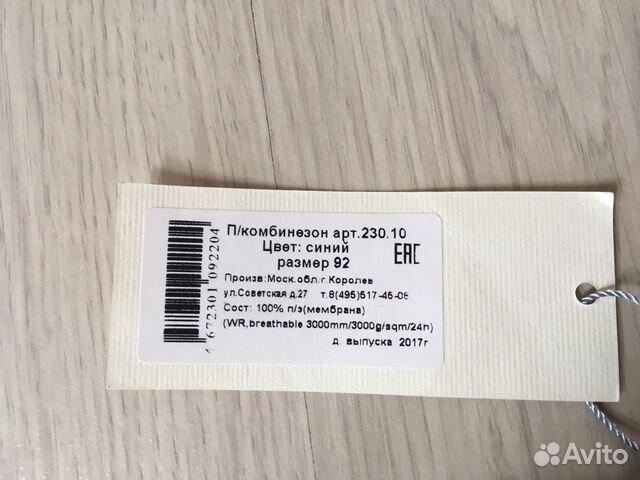 П/комбинезон арт.230.10
Цвет: синий
размер 92
EAC
Произв:Моск.обл.г.Королев
ул.Советская д.27 т.8(495)517-46-08
Сост: 100% п/э(мембрана)
(WR,breathable 3000mm/3000g/sqm/24h)
д. выпуска 2017г
4 672301 092204
Avito